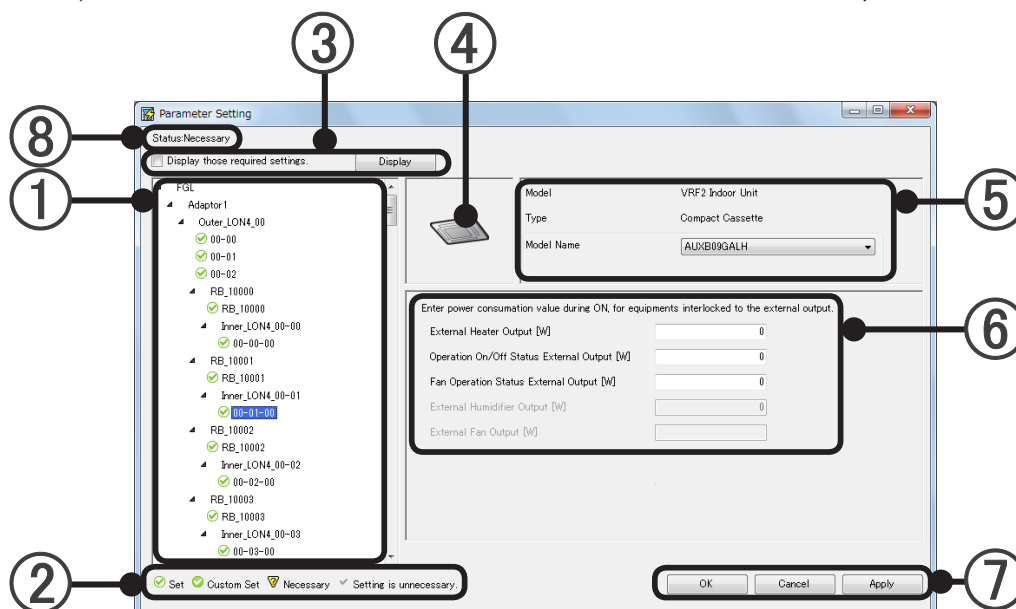 ③
④
Parameter Setting
⑧
Status:Necessary
Display those required settings.
Display
①
FGL
Adaptor1
Outer_LON4_00
00-00
00-01
00-02
RB_10000
RB_10000
Inner_LON4_00-00
00-00-00
RB_10001
RB_10001
Inner_LON4_00-01
00-01-00
RB_10002
RB_10002
Inner_LON4_00-02
00-02-00
RB_10003
RB_10003
Inner_LON4_00-03
00-03-00
Model VRF2 Indoor Unit
Type Compact Cassette
Model Name AUXB09GALH
⑤
Enter power consumation value during ON, for equipments interlocked to the external output.
External Heater Output [W] 0
Operation On/Off Status External Output [W] 0
Fan Operation Status External Output [W] 0
External Humidifier Output [W] 0
External Fan Output [W]
⑥
②
Set Custom Set Necessary Setting is unnecessary.
OK Cancel Apply
⑦